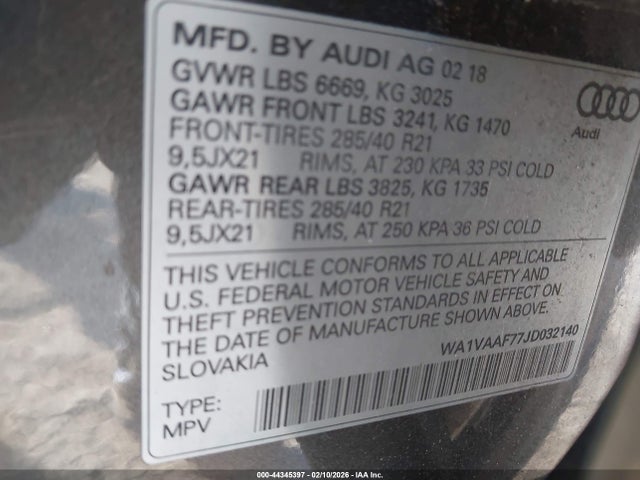 MFD. BY AUDI AG 02 18
GVWR LBS 6669, KG 3025
GAWR FRONT LBS 3241, KG 1470
FRONT-TIRES 285/40 R21
9,5JX21 RIMS, AT 230 KPA 33 PSI COLD
GAWR REAR LBS 3825, KG 1735
REAR-TIRES 285/40 R21
9,5JX21 RIMS, AT 250 KPA 36 PSI COLD
Audi
THIS VEHICLE CONFORMS TO ALL APPLICABLE
U.S. FEDERAL MOTOR VEHICLE SAFETY AND
THEFT PREVENTION STANDARDS IN EFFECT ON
THE DATE OF MANUFACTURE SHOWN ABOVE.
SLOVAKIA
WA1VAAF77JD032140
TYPE:
MPV
000-44345397 - 02/10/2026 - IAA Inc.